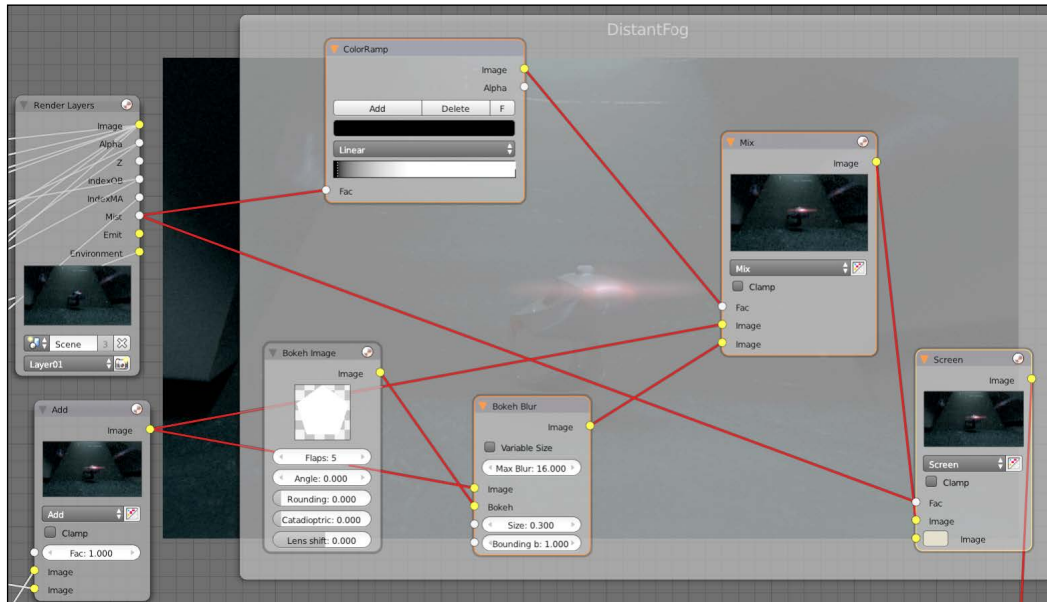 DistantFog
Render Layers
Image
Alpha
Z
IndexOB
IndexMA
Mist
Emit
Environment
Scene
3
Layer01
Add
Image
Add
Clamp
Fac: 1.000
Image
Image
ColorRamp
Image
Alpha
Add Delete F
Linear
Fac
Bokeh Image
Image
Flaps: 5
Angle: 0.000
Rounding: 0.000
Catadioptric: 0.000
Lens shift: 0.000
Bokeh Blur
Image
Variable Size
Max Blur: 16.000
Image
Bokeh
Size: 0.300
Bounding b: 1.000
Mix
Image
Mix
Clamp
Fac
Image
Image
Screen
Image
Screen
Clamp
Fac
Image
Image